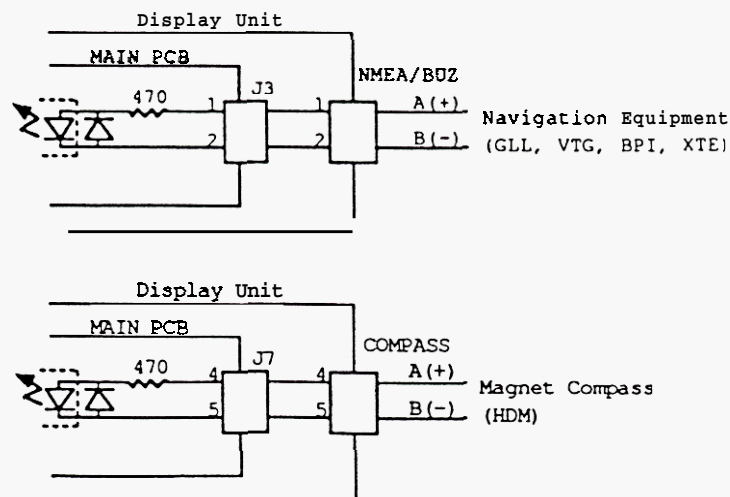 Display Unit
MAIN PCB
NMEA/BUZ
470
J3
1
1
A(+)
2
2
B(-)
Navigation Equipment
(GLL, VTG, BPI, XTE)
Display Unit
MAIN PCB
COMPASS
470
J7
4
4
A(+)
5
5
B(-)
Magnet Compass
(HDM)